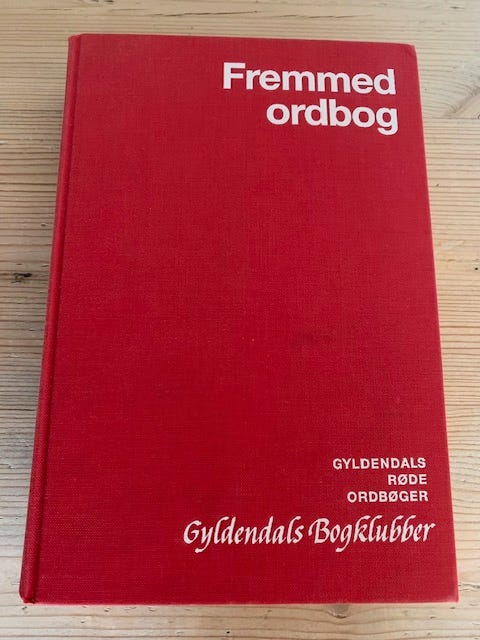 Fremmed
ordbog
GYLDENDALS
RØDE
ORDBØGER
Gyldendals Bogklubber